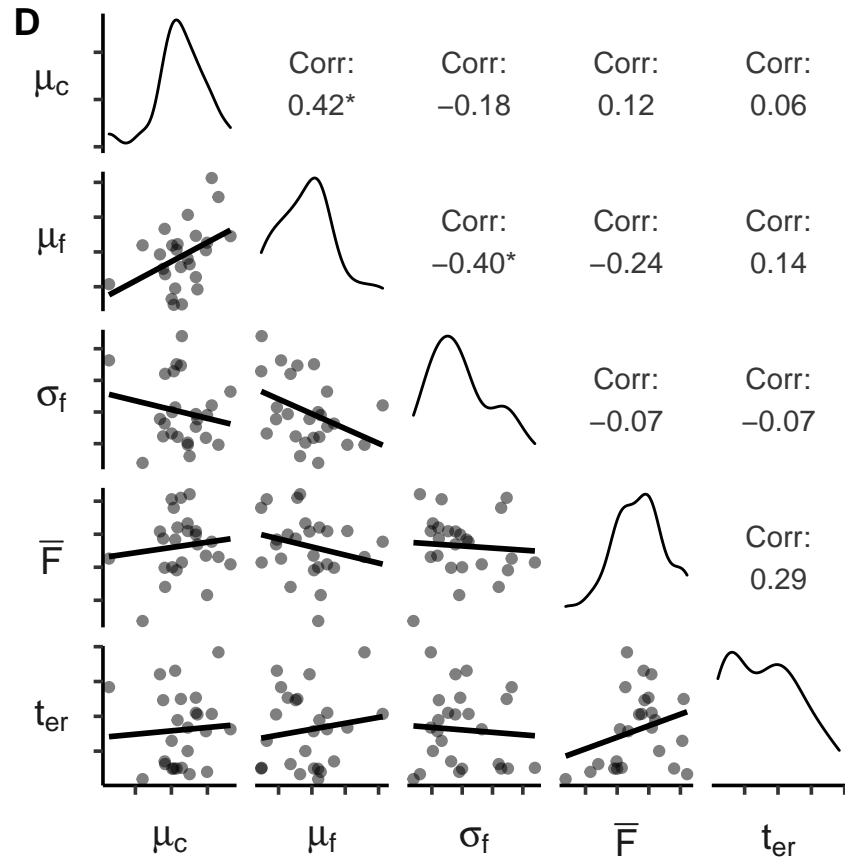 D
μc
Corr:
0.42*
Corr:
−0.18
Corr:
0.12
Corr:
0.06
μf
Corr:
−0.40*
Corr:
−0.24
Corr:
0.14
σf
Corr:
−0.07
Corr:
−0.07
F̅
Corr:
0.29
ter
μc μf σf F̅ ter